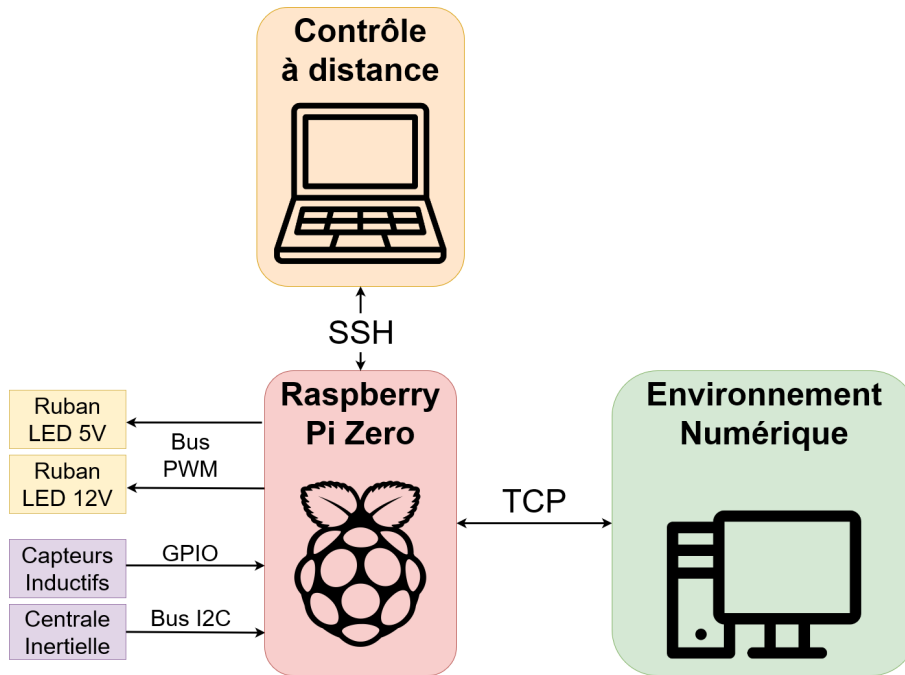 Contrôle
à distance
SSH
Raspberry
Pi Zero
Environnement
Numérique
Ruban
LED 5V
Bus
PWM
Ruban
LED 12V
TCP
Capteurs
Inductifs
GPIO
Centrale
Inertielle
Bus I2C